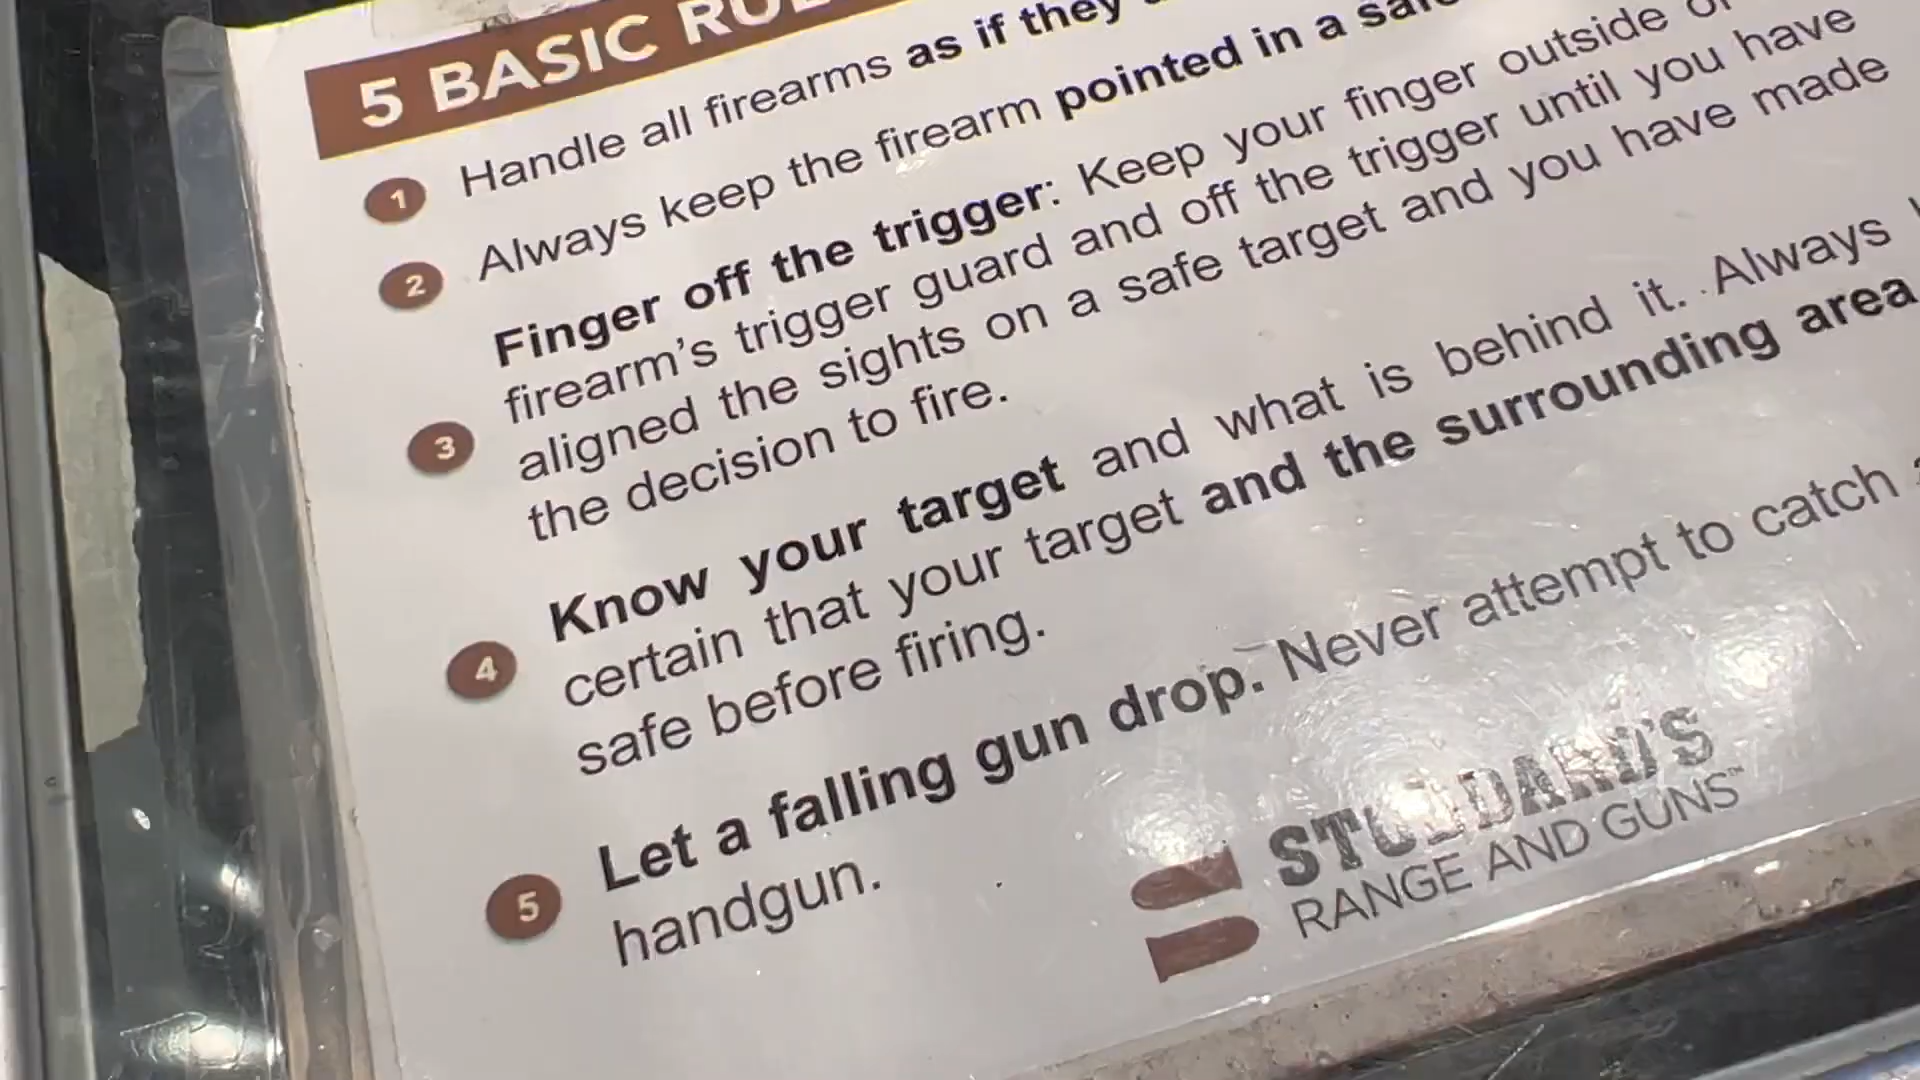 5 BASIC
1 Handle all firearms as if they
2 Always keep the firearm pointed in a
3 Finger off the trigger: Keep your finger outside
firearm's trigger guard and off the trigger until you have
aligned the sights on a safe target and you have made
the decision to fire.
4 Know your target and what is behind it. Always
certain that your target and the surrounding area
safe before firing.
5 Let a falling gun drop. Never attempt to catch
handgun.
STODDARD'S
RANGE AND GUNS™